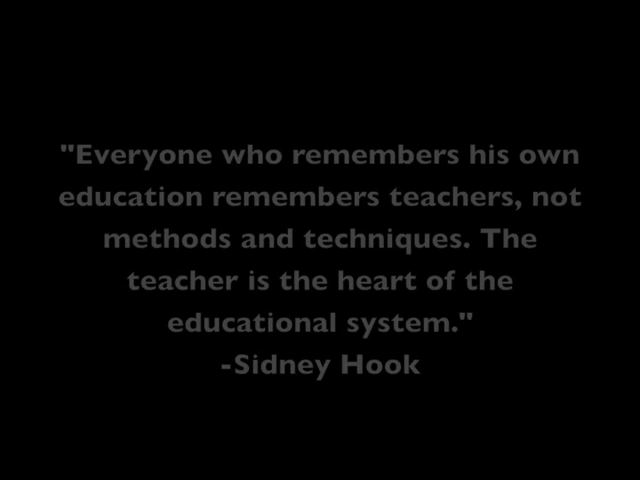 "Everyone who remembers his own
education remembers teachers, not
methods and techniques. The
teacher is the heart of the
educational system."
-Sidney Hook